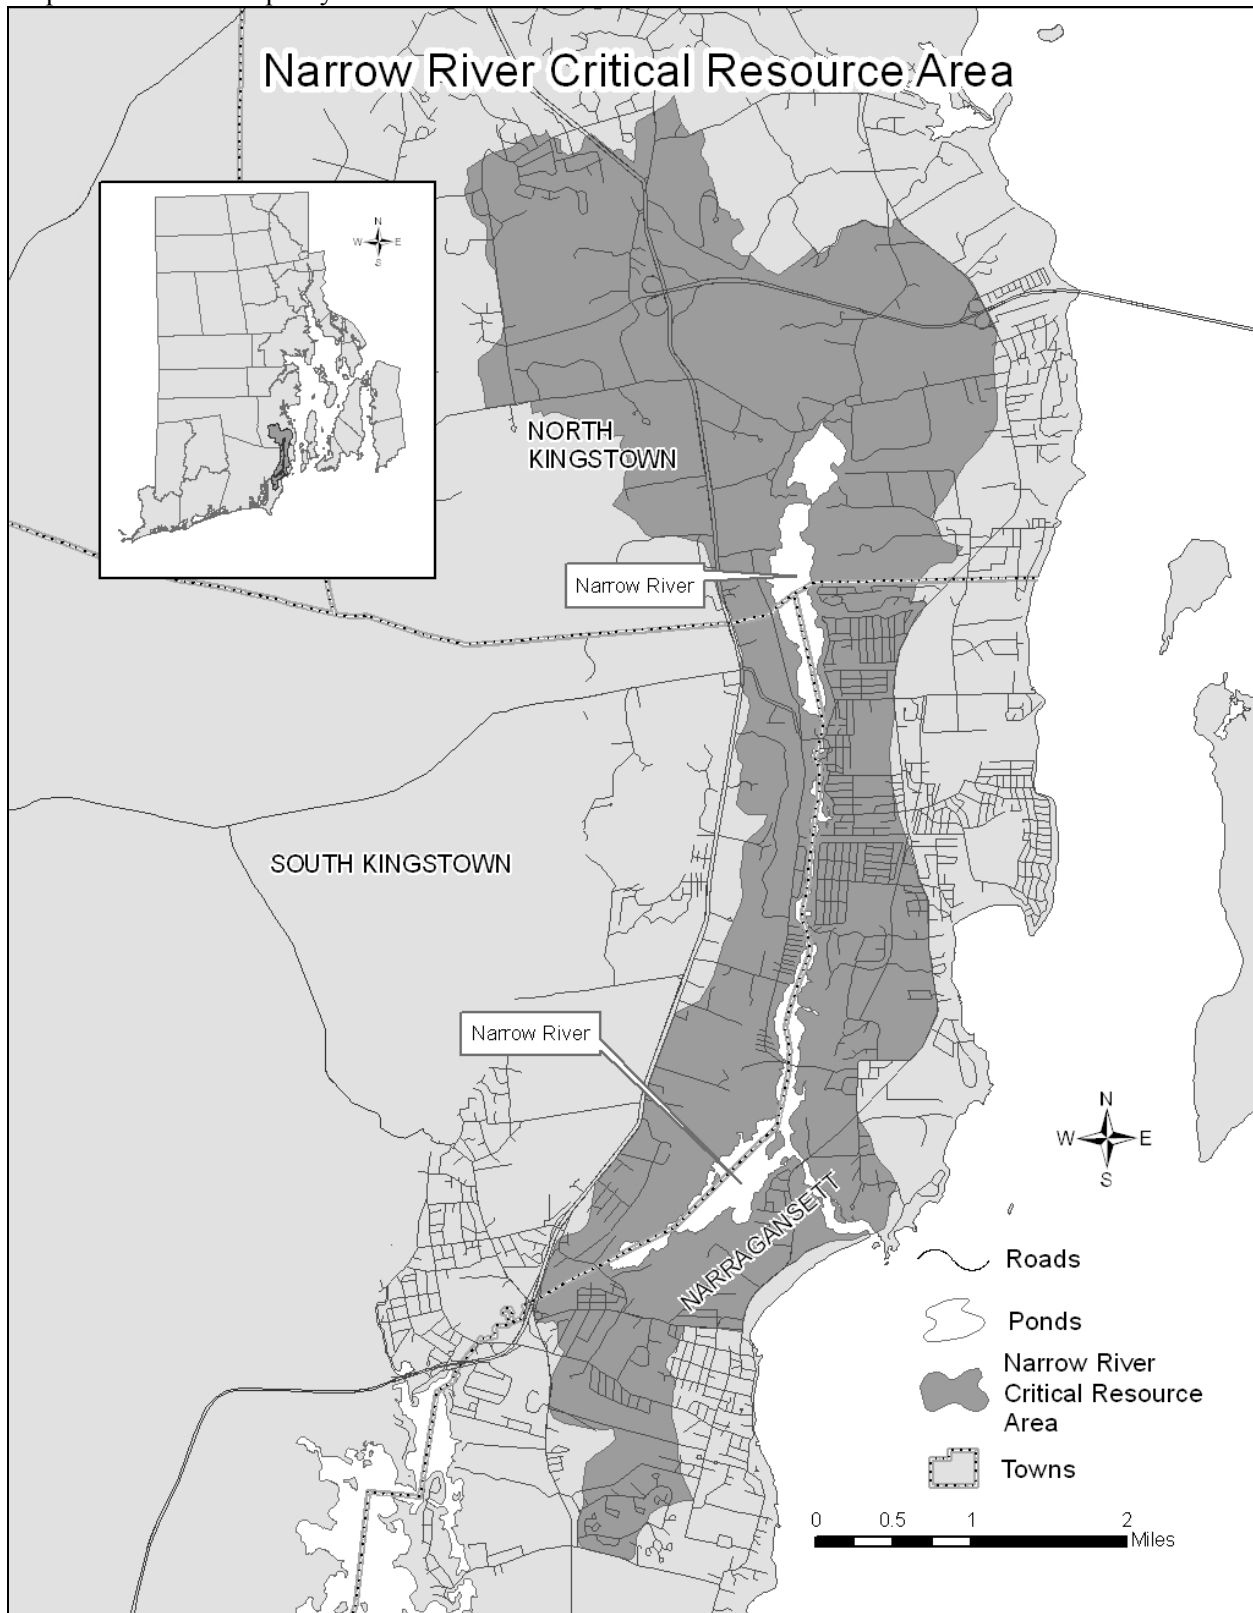 Narrow River Critical Resource Area
N
W E
S
NORTH
KINGSTOWN
Narrow River
SOUTH KINGSTOWN
Narrow River
NARRAGANSETT
N
W E
S
Roads
Ponds
Narrow River
Critical Resource
Area
Towns
0 0.5 1 2
Miles